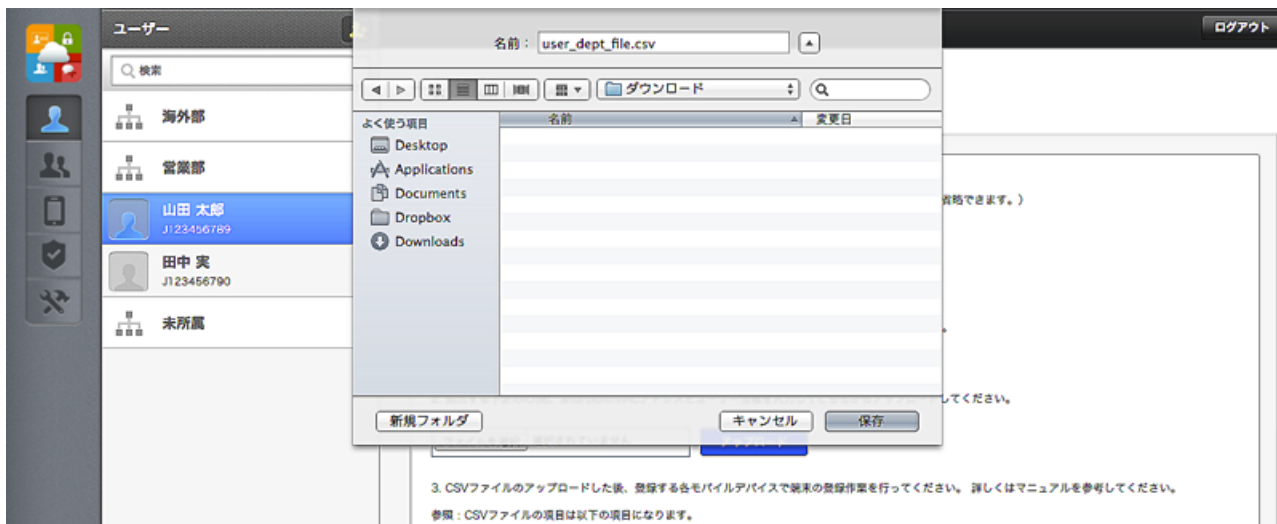 ユーザー
ログアウト
名前： user_dept_file.csv
検索
ダウンロード
海外部
よく使う項目
名前
変更日
Desktop
Applications
営業部
Documents
Dropbox
Downloads
山田 太郎
J123456789
省略できます。）
田中 実
J123456790
未所属
してください。
新規フォルダ
キャンセル
保存
3. CSVファイルのアップロードした後、登録する各モバイルデバイスで端末の登録作業を行ってください。 詳しくはマニュアルを参考してください。
参照：CSVファイルの項目は以下の項目になります。